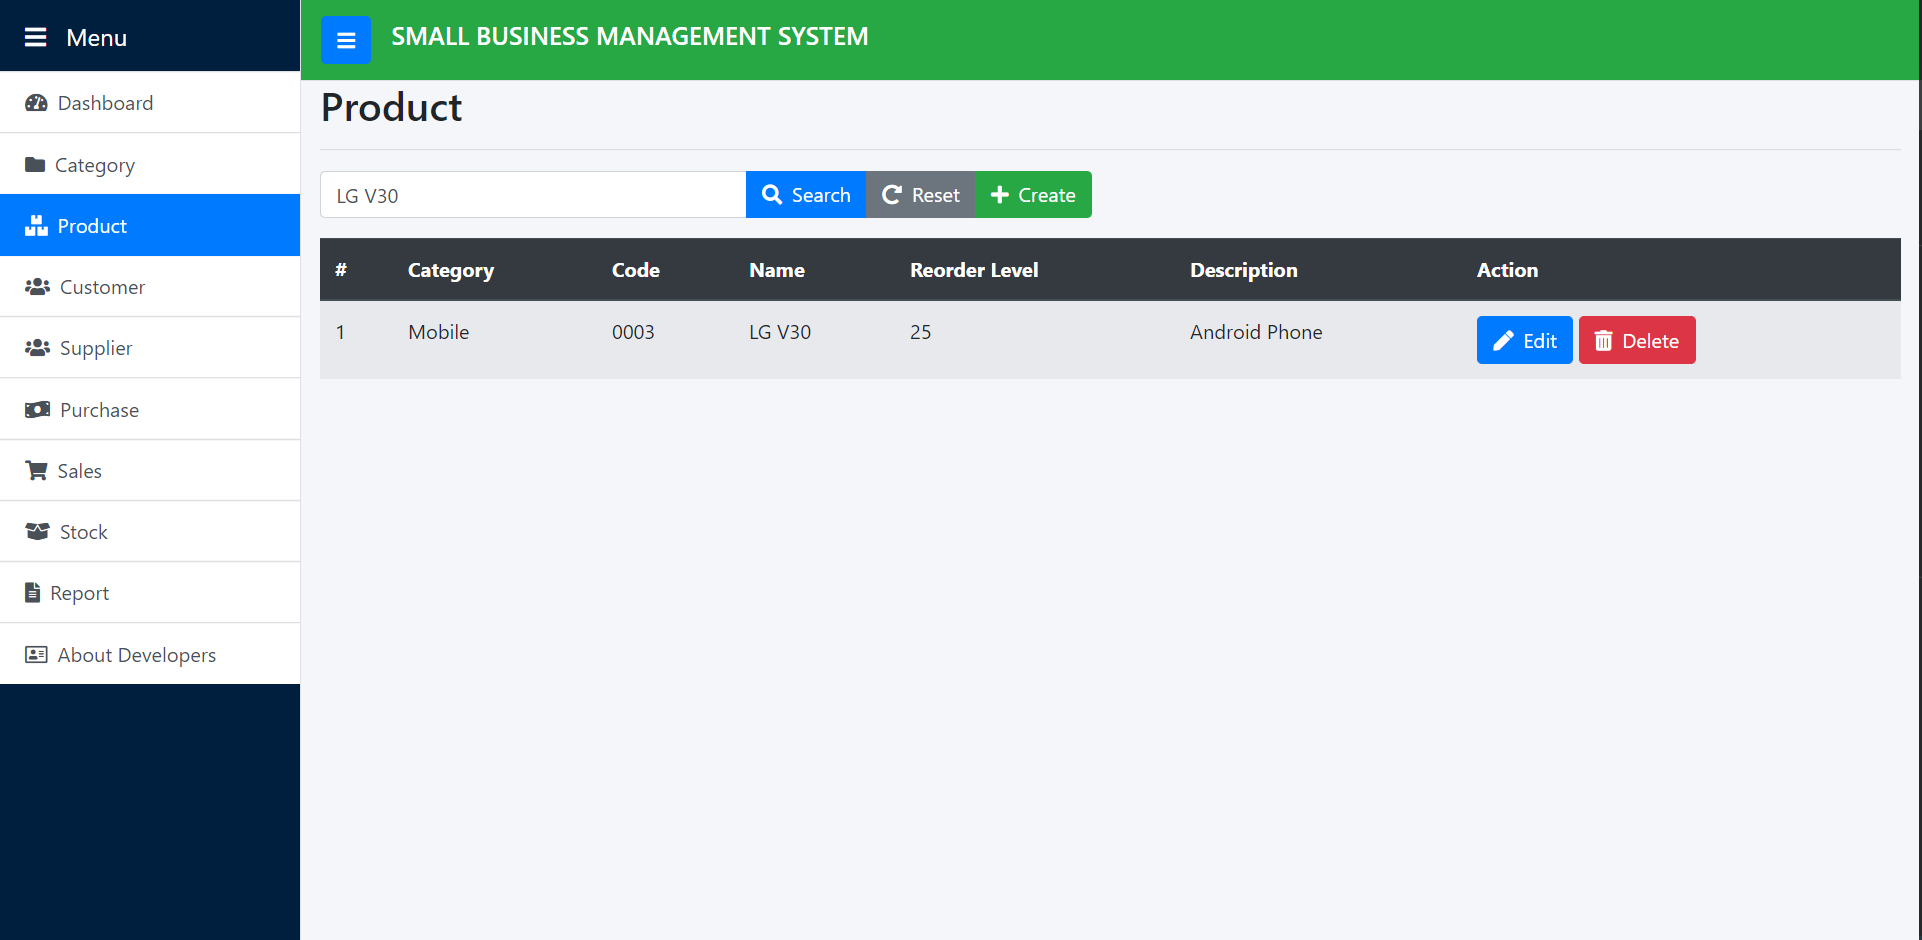 Menu
SMALL BUSINESS MANAGEMENT SYSTEM
Dashboard
Category
Product
Customer
Supplier
Purchase
Sales
Stock
Report
About Developers
Product
LG V30 Search Reset Create
# Category Code Name Reorder Level Description Action
1 Mobile 0003 LG V30 25 Android Phone Edit Delete